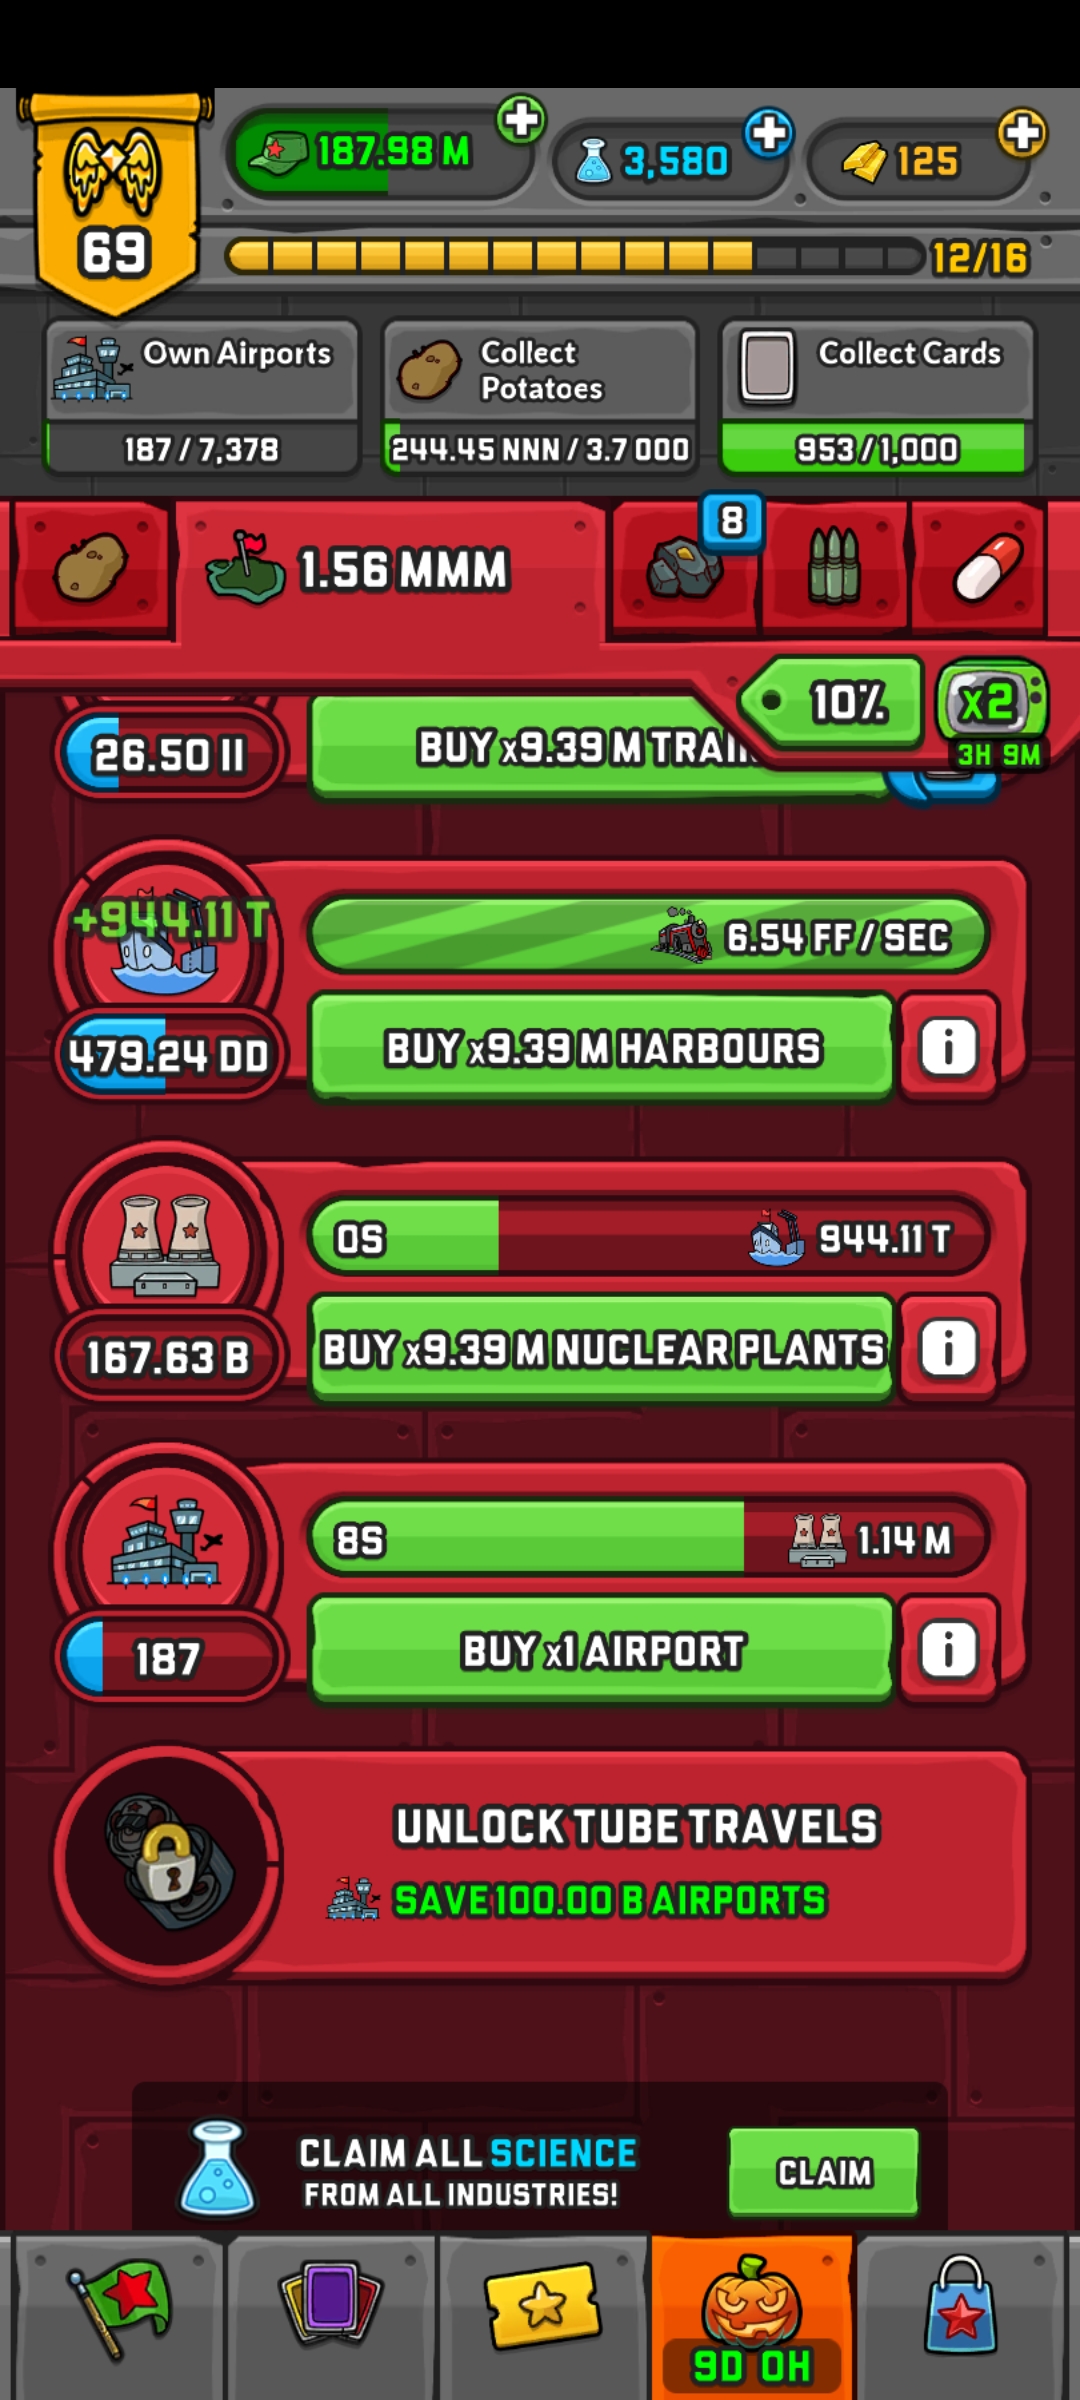 69
187.98 M
3,580
125
12/16
Own Airports
187 / 7,378
Collect
Potatoes
244.45 NNN / 3.7 OOO
Collect Cards
953 / 1,000
1.56 MMM
8
10%
x2
3H 9M
26.50 II
BUY x9.39 M
+944.11 T
6.54 FF / SEC
479.24 DD
BUY x9.39 M HARBOURS
i
0S
944.11 T
167.63 B
BUY x9.39 M NUCLEAR PLANTS
i
8S
1.14 M
187
BUY x1 AIRPORT
i
UNLOCK TUBE TRAVELS
SAVE 100.00 B AIRPORTS
CLAIM ALL SCIENCE
FROM ALL INDUSTRIES!
CLAIM
9D 0H